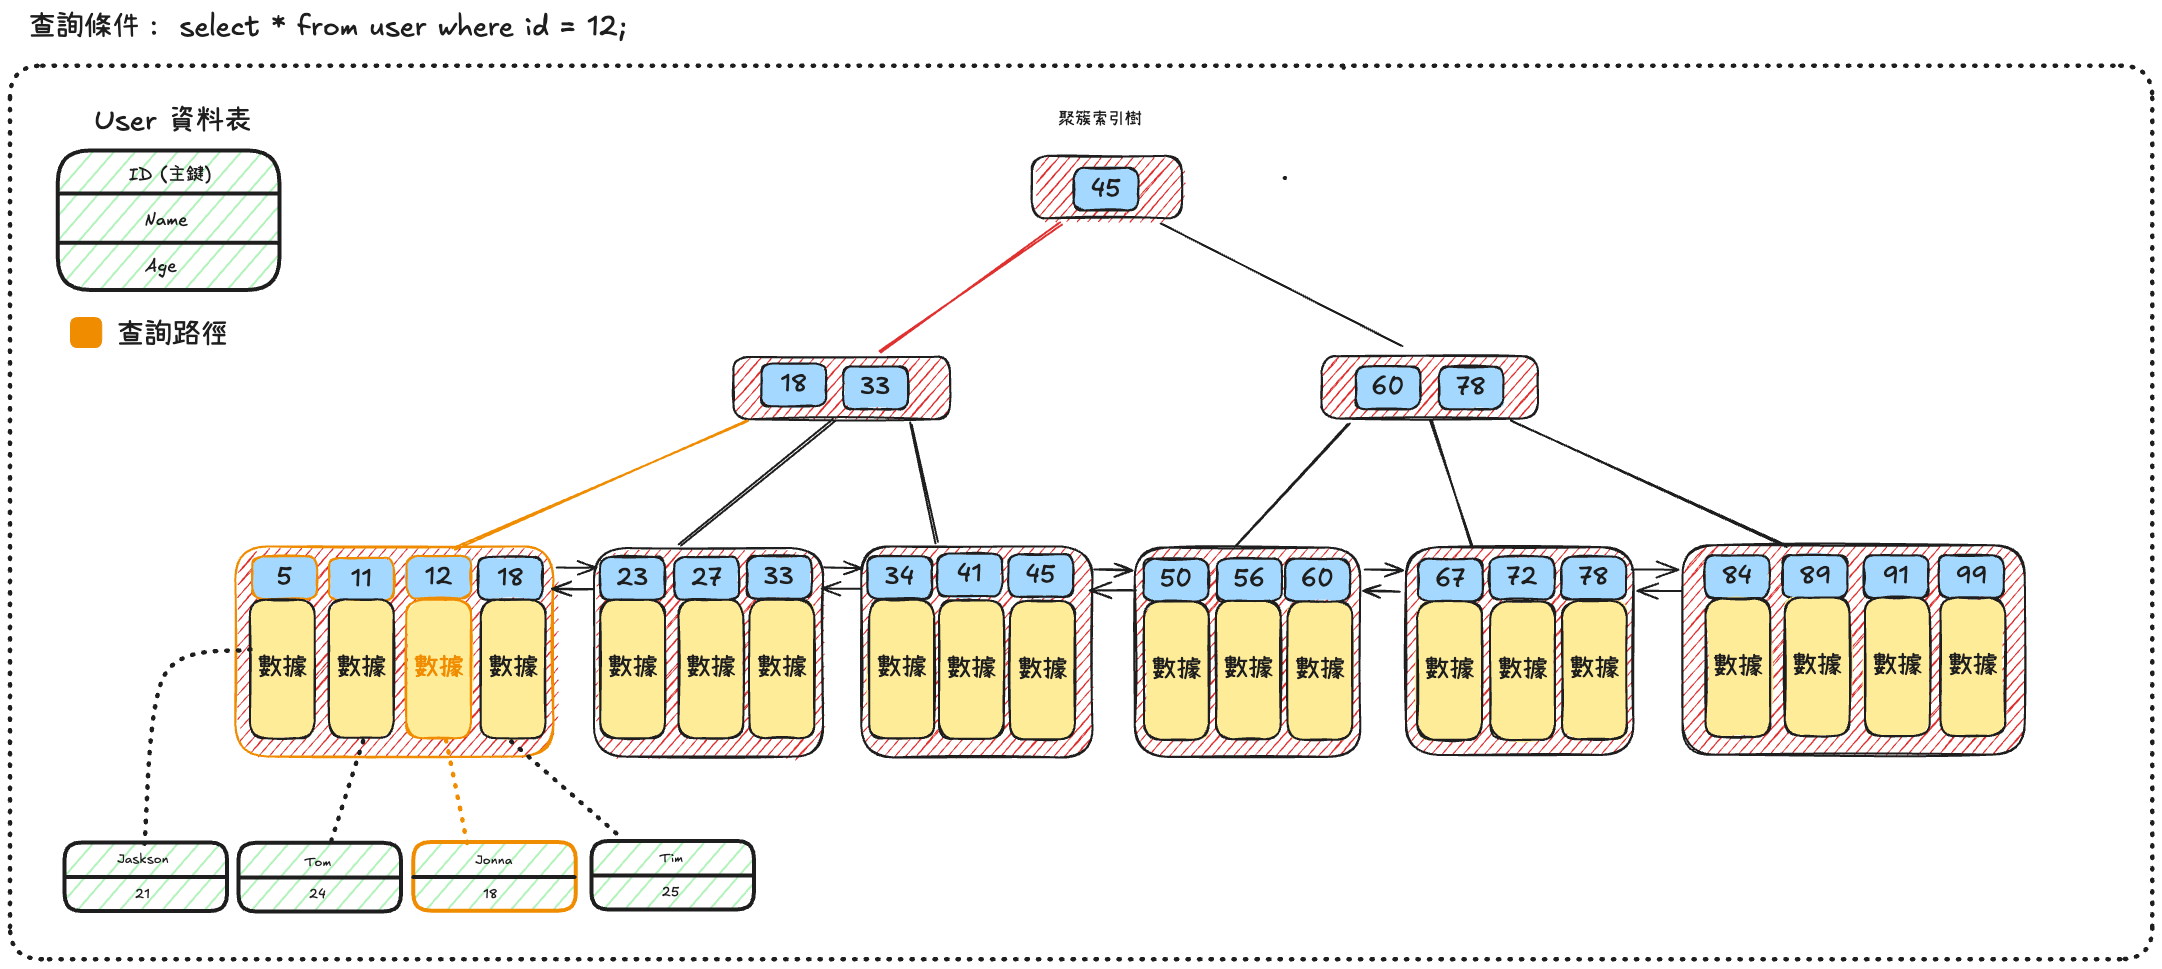 查詢條件： select * from user where id = 12;
User 資料表
ID (主鍵)
Name
Age
查詢路徑
聚簇索引樹
45
18 33
60 78
5 11 12 18
數據 數據 數據 數據
23 27 33
數據 數據 數據
34 41 45
數據 數據 數據
50 56 60
數據 數據 數據
67 72 78
數據 數據 數據
84 89 91 99
數據 數據 數據 數據
Jaskson
21
Tom
24
Jonna
18
Tim
25